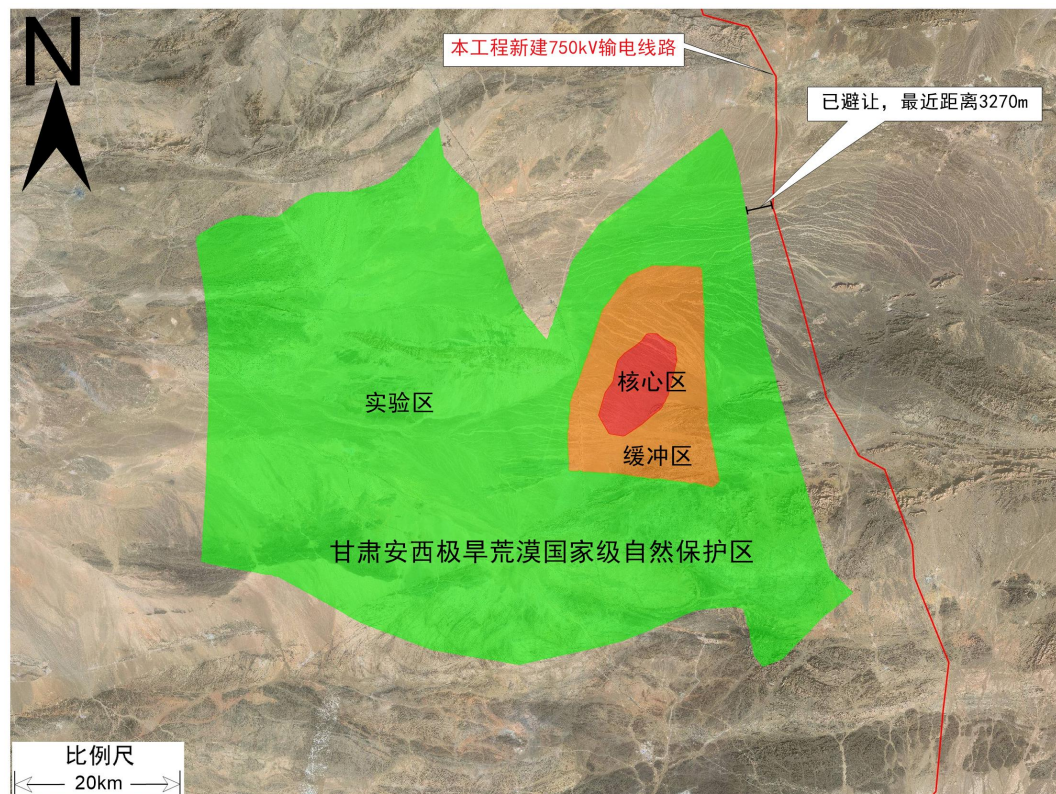 N
本工程新建750kV输电线路
已避让，最近距离3270m
核心区
实验区
缓冲区
甘肃安西极旱荒漠国家级自然保护区
比例尺
20km